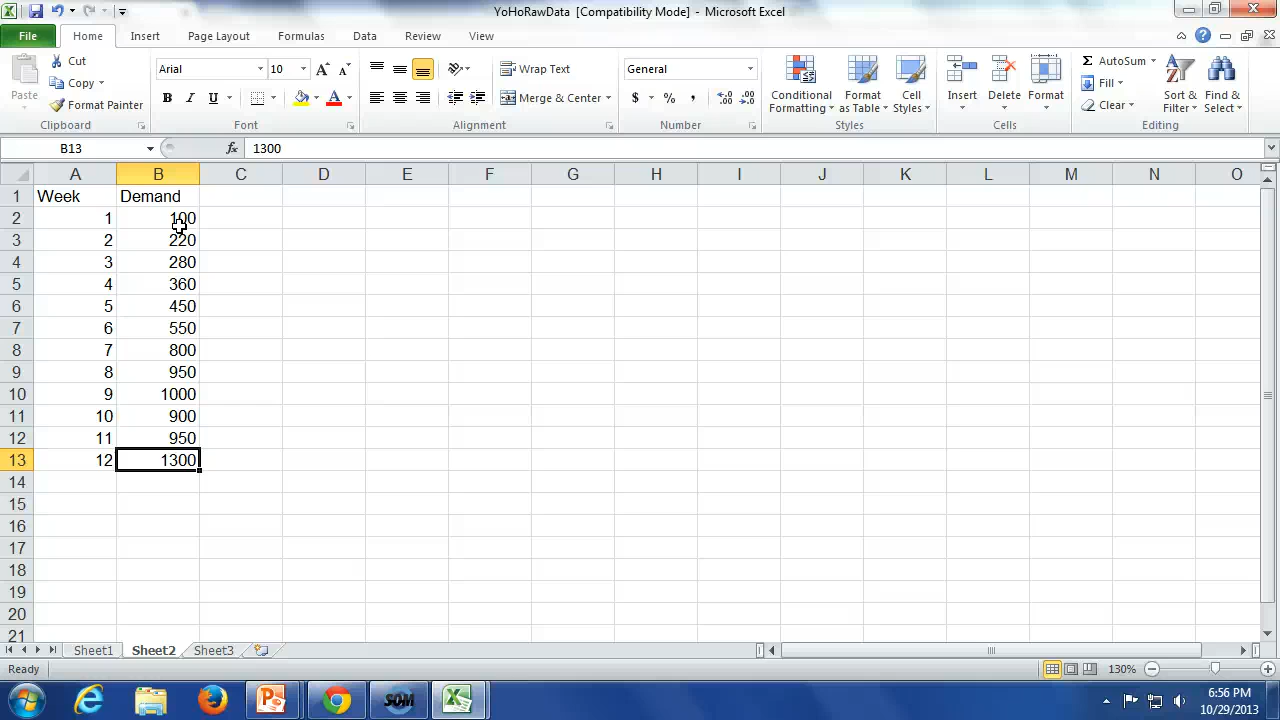 YoHoRawData [Compatibility Mode] - Microsoft Excel
File Home Insert Page Layout Formulas Data Review View
Paste
Cut
Copy
Format Painter
Clipboard
Arial 10
B I U
Font
Wrap Text
Merge & Center
Alignment
General
$ % ,
Number
Conditional Formatting
Format as Table
Cell Styles
Styles
Insert
Delete
Format
Cells
Σ AutoSum
Fill
Clear
Sort & Filter
Find & Select
Editing
B13 fx 1300
A B C D E F G H I J K L M N O
1 Week Demand
2 1 100
3 2 220
4 3 280
5 4 360
6 5 450
7 6 550
8 7 800
9 8 950
10 9 1000
11 10 900
12 11 950
13 12 1300
14
15
16
17
18
19
20
21
Sheet1 Sheet2 Sheet3
Ready 130%
SOM
6:56 PM
10/29/2013